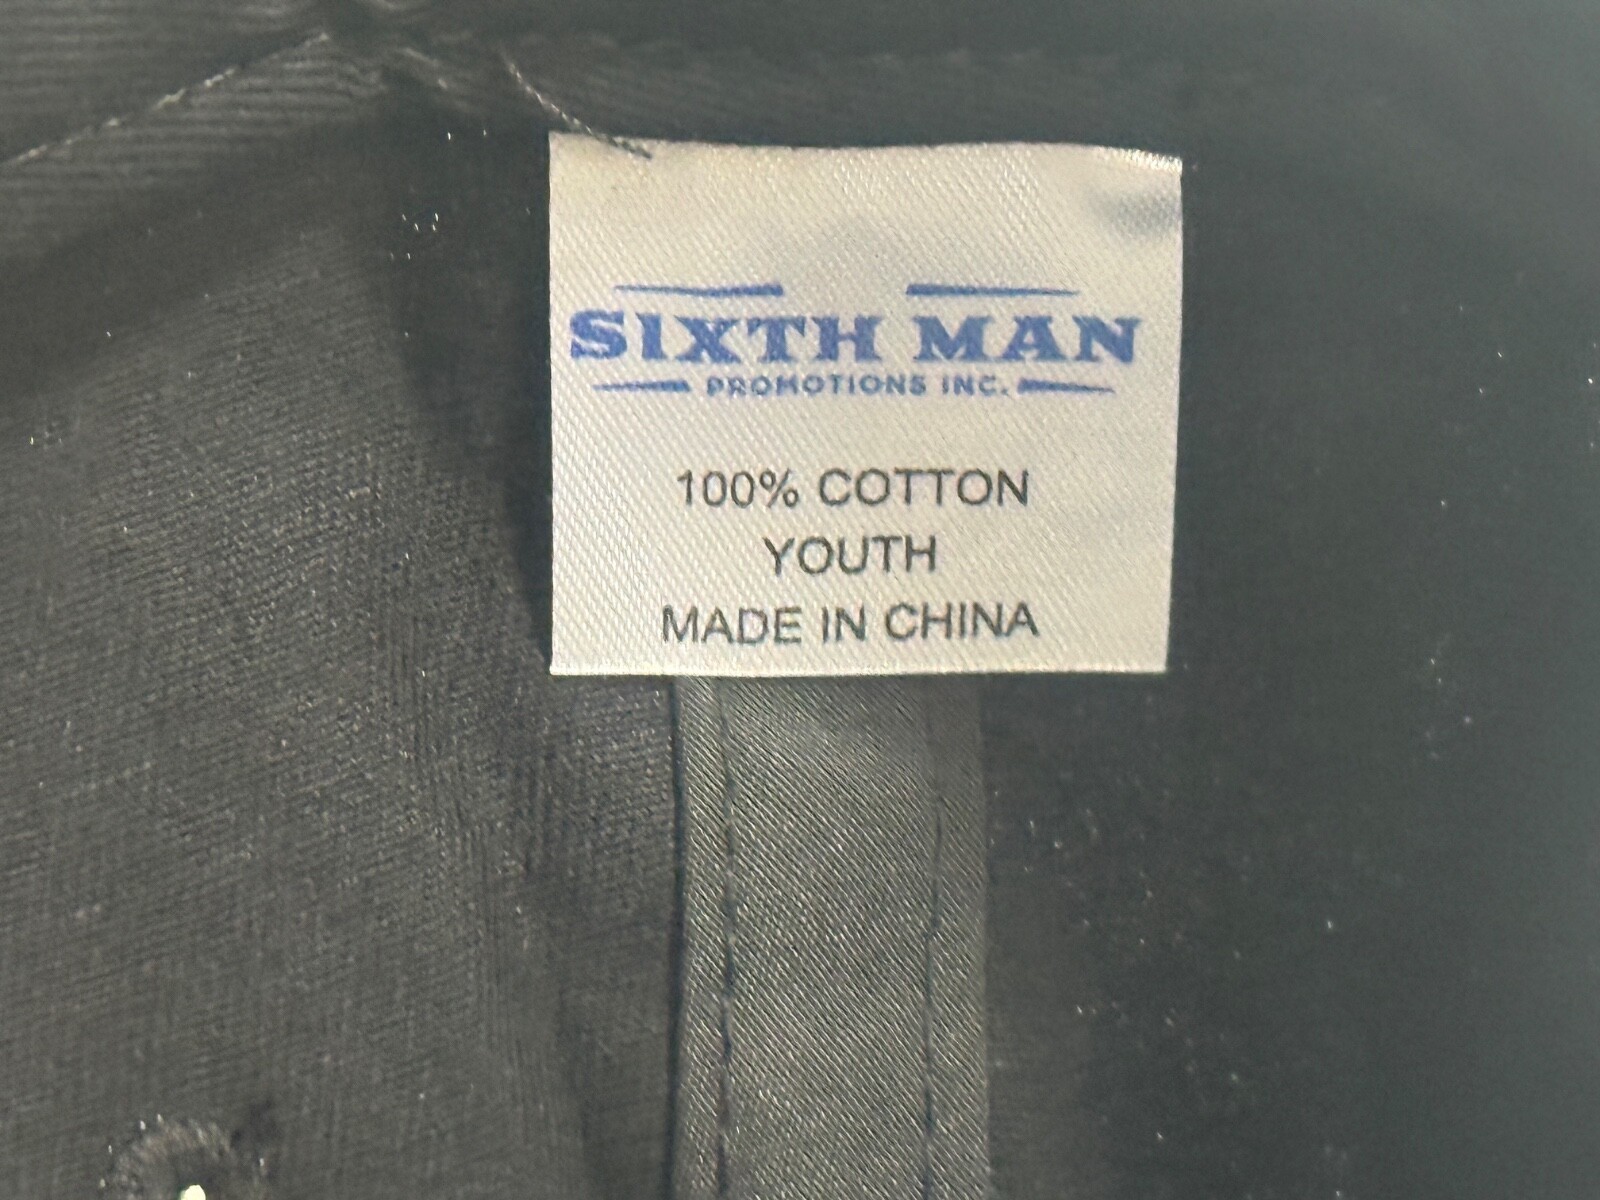 SIXTH MAN
PROMOTIONS INC.
100% COTTON
YOUTH
MADE IN CHINA